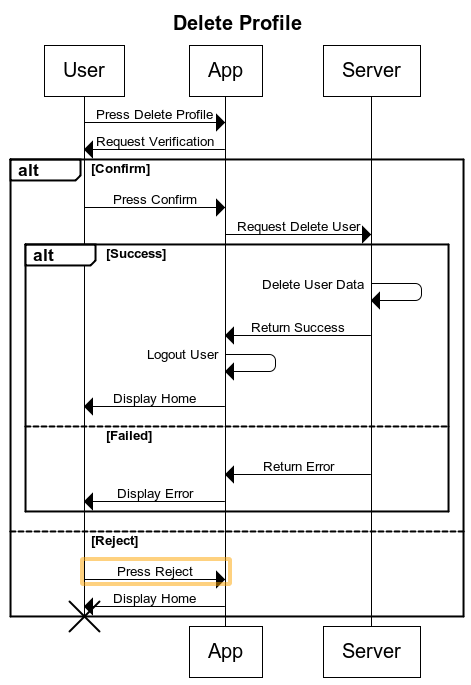 Delete Profile
User App Server
Press Delete Profile
Request Verification
alt [Confirm]
Press Confirm
Request Delete User
alt [Success]
Delete User Data
Return Success
Logout User
Display Home
[Failed]
Return Error
Display Error
[Reject]
Press Reject
Display Home
App Server